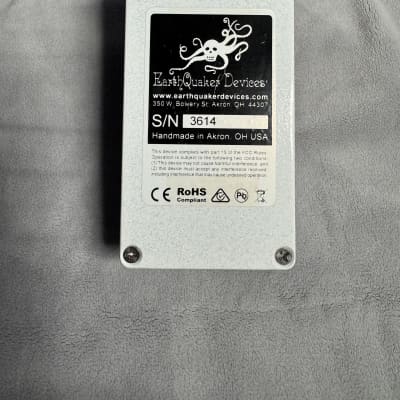 EarthQuaker Devices
www.earthquakerdevices.com
350 W. Bowery St. Akron, OH 44307
S/N 3614
Handmade in Akron, OH USA
This device complies with part 15 of the FCC Rules.
Operation is subject to the following two conditions:
(1) This device may not cause harmful interference, and
(2) this device must accept any interference received
including interference that may cause undesired operation.
CE RoHS Pb
Compliant